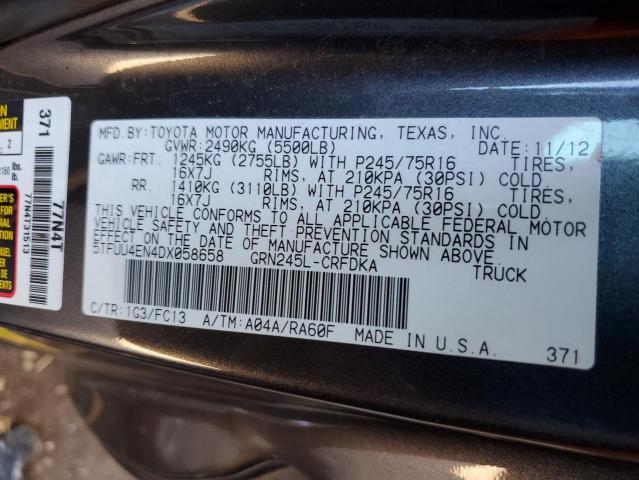 MFD.BY:TOYOTA MOTOR MANUFACTURING, TEXAS, INC.
GVWR:2490KG (5500LB) DATE:11/12
GAWR:FRT. 1245KG (2755LB) WITH P245/75R16 TIRES,
16X7J RIMS, AT 210KPA (30PSI) COLD
RR. 1410KG (3110LB) WITH P245/75R16 TIRES,
16X7J RIMS, AT 210KPA (30PSI) COLD
THIS VEHICLE CONFORMS TO ALL APPLICABLE FEDERAL MOTOR
VEHICLE SAFETY AND THEFT PREVENTION STANDARDS IN
EFFECT ON THE DATE OF MANUFACTURE SHOWN ABOVE.
5TFUU4EN4DX058658 GRN245L-CRFDKA TRUCK
C/TR:1G3/FC13 A/TM:A04A/RA60F MADE IN U.S.A.
371
371
77N4T
77N4T31513
2
lbs.
lb.